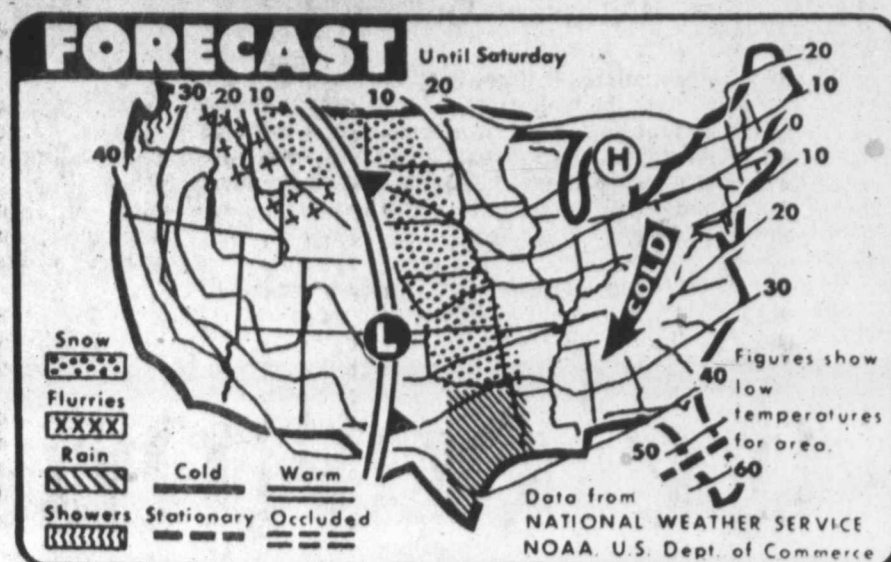 FORECAST
Until Saturday
30 20 10
10 20
20
10
0
10
20
30
40
40
50
60
H
L
COLD
Snow
Flurries
Rain
Showers
Cold
Warm
Stationary
Occluded
Figures show
low
temperatures
for area.
Data from
NATIONAL WEATHER SERVICE
NOAA, U.S. Dept. of Commerce